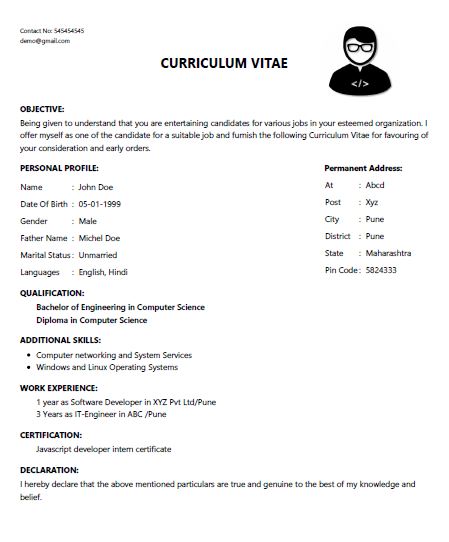 Contact No: 545454545
demo@gmail.com
CURRICULUM VITAE
</>
OBJECTIVE:
Being given to understand that you are entertaining candidates for various jobs in your esteemed organization. I
offer myself as one of the candidate for a suitable job and furnish the following Curriculum Vitae for favouring of
your consideration and early orders.
PERSONAL PROFILE:
Name : John Doe
Date Of Birth : 05-01-1999
Gender : Male
Father Name : Michel Doe
Marital Status : Unmarried
Languages : English, Hindi
Permanent Address:
At : Abcd
Post : Xyz
City : Pune
District : Pune
State : Maharashtra
Pin Code : 5824333
QUALIFICATION:
Bachelor of Engineering in Computer Science
Diploma in Computer Science
ADDITIONAL SKILLS:
• Computer networking and System Services
• Windows and Linux Operating Systems
WORK EXPERIENCE:
1 year as Software Developer in XYZ Pvt Ltd/Pune
3 Years as IT-Engineer in ABC /Pune
CERTIFICATION:
Javascript developer intern certificate
DECLARATION:
I hereby declare that the above mentioned particulars are true and genuine to the best of my knowledge and
belief.